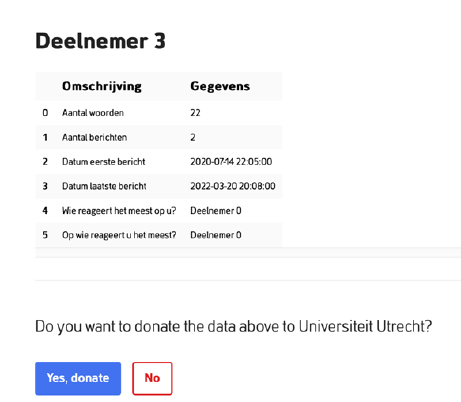 Deelnemer 3
Omschrijving Gegevens
0 Aantal woorden 22
1 Aantal berichten 2
2 Datum eerste bericht 2020-07-14 22:05:00
3 Datum laatste bericht 2022-03-20 20:08:00
4 Wie reageert het meest op u? Deelnemer 0
5 Op wie reageert u het meest? Deelnemer 0
Do you want to donate the data above to Universiteit Utrecht?
Yes, donate No